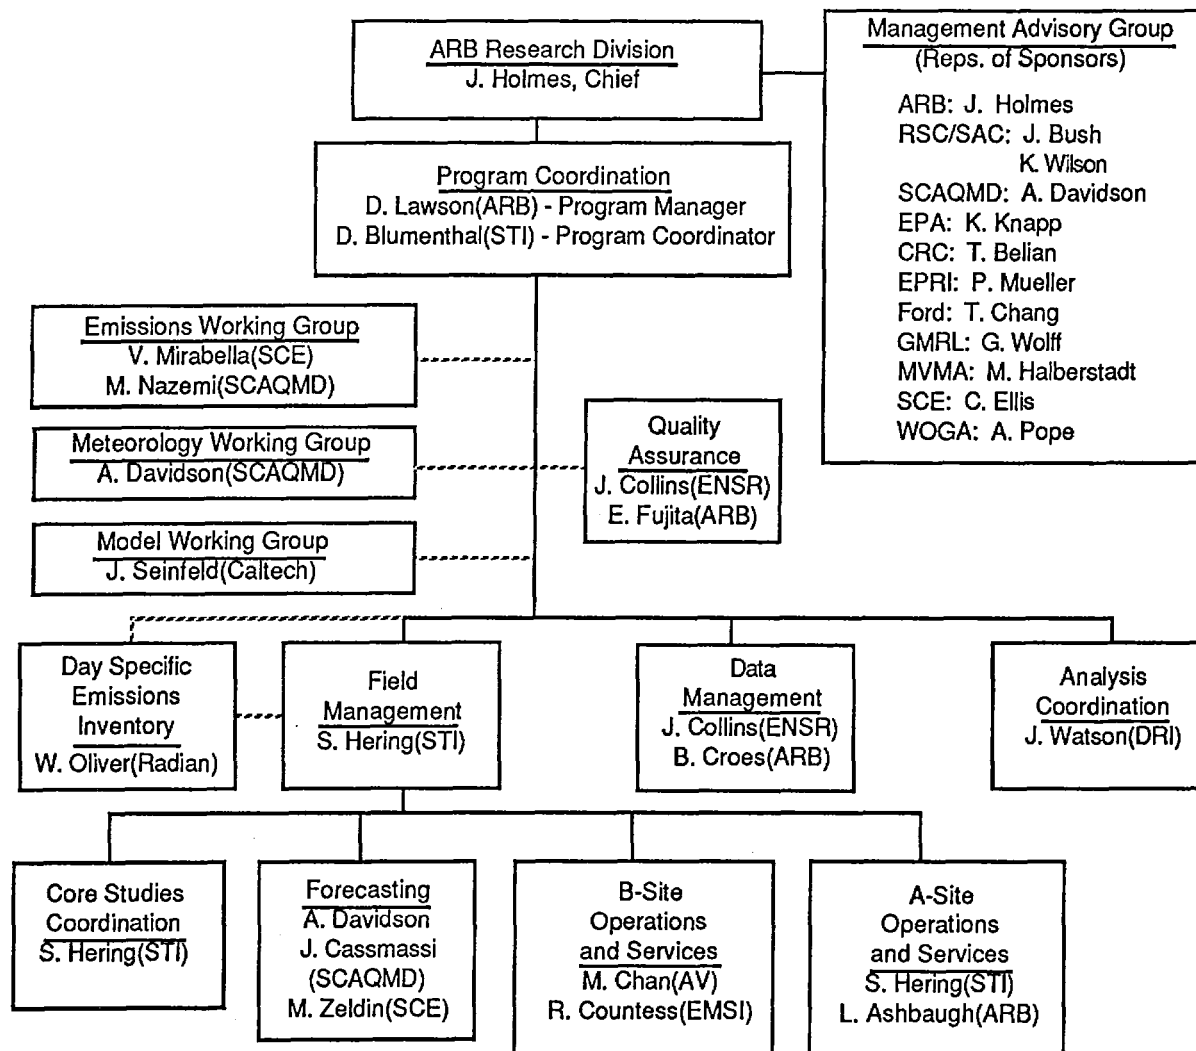 ARB Research Division
J. Holmes, Chief
Management Advisory Group
(Reps. of Sponsors)
ARB: J. Holmes
RSC/SAC: J. Bush
K. Wilson
SCAQMD: A. Davidson
EPA: K. Knapp
CRC: T. Belian
EPRI: P. Mueller
Ford: T. Chang
GMRL: G. Wolff
MVMA: M. Halberstadt
SCE: C. Ellis
WOGA: A. Pope
Program Coordination
D. Lawson(ARB) - Program Manager
D. Blumenthal(STI) - Program Coordinator
Emissions Working Group
V. Mirabella(SCE)
M. Nazemi(SCAQMD)
Meteorology Working Group
A. Davidson(SCAQMD)
Quality
Assurance
J. Collins(ENSR)
E. Fujita(ARB)
Model Working Group
J. Seinfeld(Caltech)
Day Specific
Emissions
Inventory
W. Oliver(Radian)
Field
Management
S. Hering(STI)
Data
Management
J. Collins(ENSR)
B. Croes(ARB)
Analysis
Coordination
J. Watson(DRI)
Core Studies
Coordination
S. Hering(STI)
Forecasting
A. Davidson
J. Cassmassi
(SCAQMD)
M. Zeldin(SCE)
B-Site
Operations
and Services
M. Chan(AV)
R. Countess(EMSI)
A-Site
Operations
and Services
S. Hering(STI)
L. Ashbaugh(ARB)